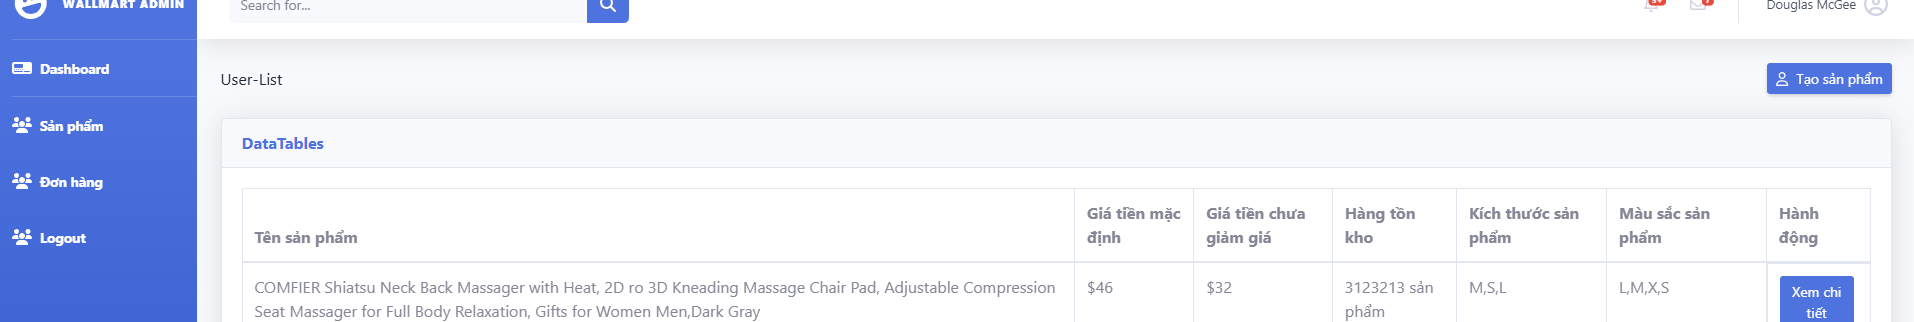 WALLMART ADMIN
Search for...
3+
7
Douglas McGee
Dashboard
Sản phẩm
Đơn hàng
Logout
User-List
Tạo sản phẩm
DataTables
Tên sản phẩm
Giá tiền mặc
định
Giá tiền chưa
giảm giá
Hàng tồn
kho
Kích thước sản
phẩm
Màu sắc sản
phẩm
Hành
động
COMFIER Shiatsu Neck Back Massager with Heat, 2D ro 3D Kneading Massage Chair Pad, Adjustable Compression
Seat Massager for Full Body Relaxation, Gifts for Women Men,Dark Gray
$46
$32
3123213 sản
phẩm
M,S,L
L,M,X,S
Xem chi
tiết